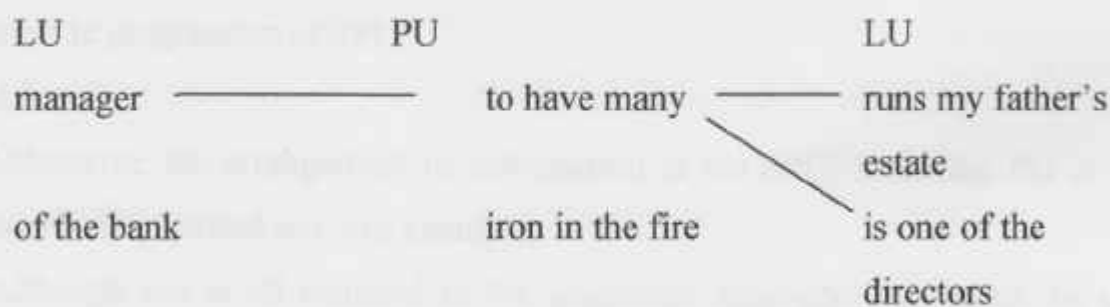 LU PU LU
manager to have many runs my father's
estate
of the bank iron in the fire is one of the
directors